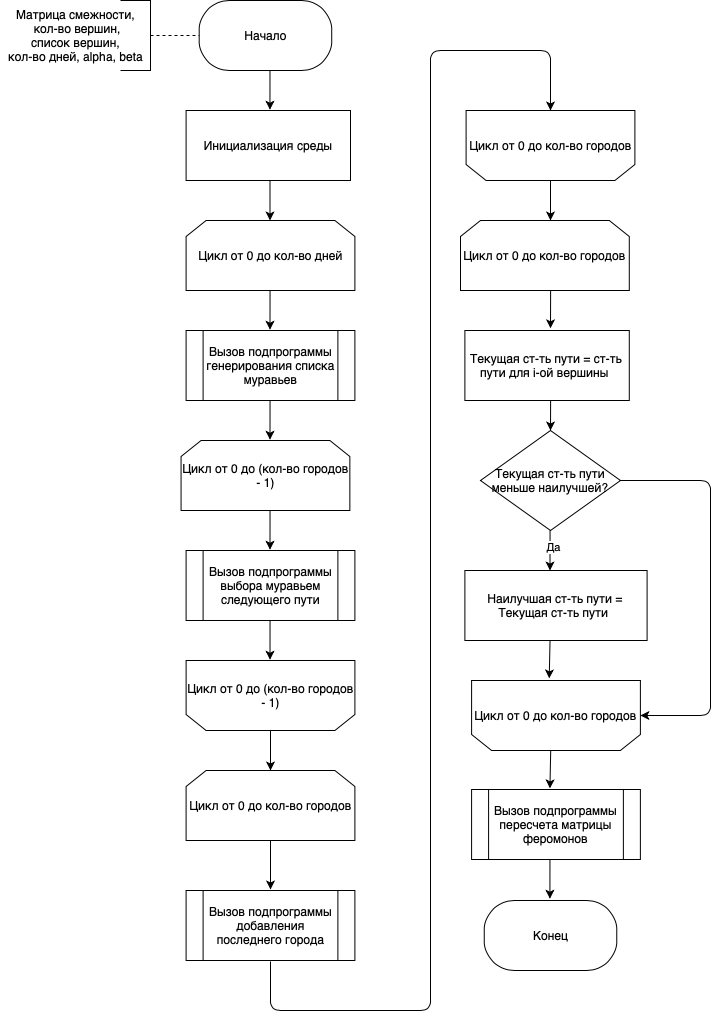 Матрица смежности,
кол-во вершин,
список вершин,
кол-во дней, alpha, beta
Начало
Инициализация среды
Цикл от 0 до кол-во дней
Вызов подпрограммы
генерирования списка
муравьев
Цикл от 0 до (кол-во городов
- 1)
Вызов подпрограммы
выбора муравьем
следующего пути
Цикл от 0 до (кол-во городов
- 1)
Цикл от 0 до кол-во городов
Вызов подпрограммы
добавления
последнего города
Цикл от 0 до кол-во городов
Цикл от 0 до кол-во городов
Текущая ст-ть пути = ст-ть
пути для i-ой вершины
Текущая ст-ть пути
меньше наилучшей?
Да
Наилучшая ст-ть пути =
Текущая ст-ть пути
Цикл от 0 до кол-во городов
Вызов подпрограммы
пересчета матрицы
феромонов
Конец